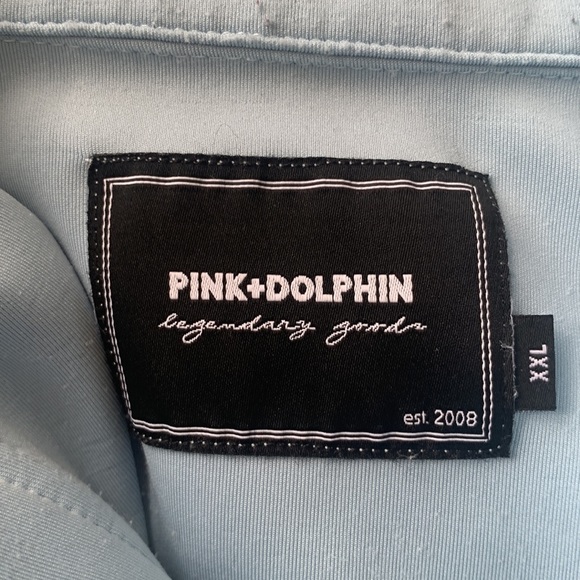 PINK+DOLPHIN
legendary goods
est. 2008
XXL